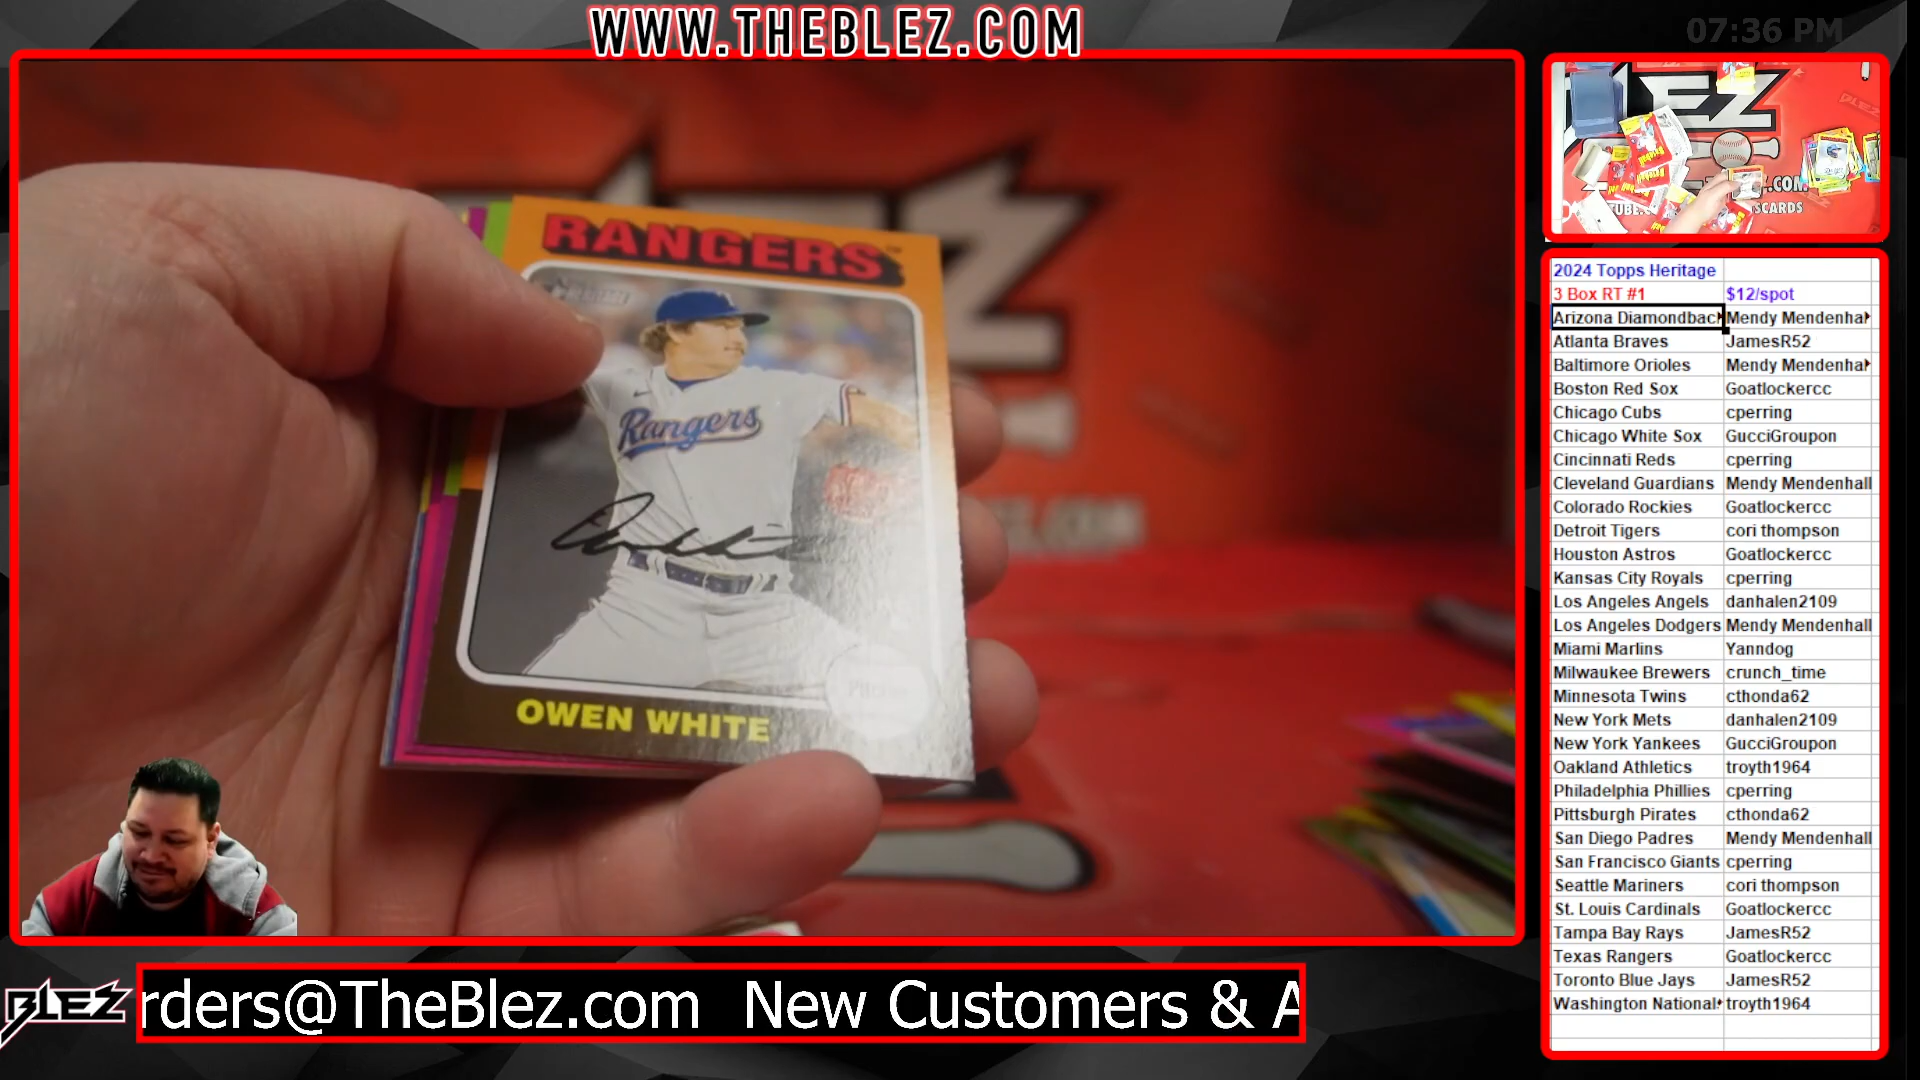 WWW.THEBLEZ.COM
07:36 PM
RANGERS
Rangers
OWEN WHITE
EZ
BLEZ
.COM
2024 Topps Heritage
3 Box RT #1 $12/spot
Arizona Diamondbac Mendy Mendenhal
Atlanta Braves JamesR52
Baltimore Orioles Mendy Mendenhal
Boston Red Sox Goatlockercc
Chicago Cubs cperring
Chicago White Sox GucciGroupon
Cincinnati Reds cperring
Cleveland Guardians Mendy Mendenhall
Colorado Rockies Goatlockercc
Detroit Tigers cori thompson
Houston Astros Goatlockercc
Kansas City Royals cperring
Los Angeles Angels danhalen2109
Los Angeles Dodgers Mendy Mendenhall
Miami Marlins Yanndog
Milwaukee Brewers crunch_time
Minnesota Twins cthonda62
New York Mets danhalen2109
New York Yankees GucciGroupon
Oakland Athletics troyth1964
Philadelphia Phillies cperring
Pittsburgh Pirates cthonda62
San Diego Padres Mendy Mendenhall
San Francisco Giants cperring
Seattle Mariners cori thompson
St. Louis Cardinals Goatlockercc
Tampa Bay Rays JamesR52
Texas Rangers Goatlockercc
Toronto Blue Jays JamesR52
Washington National troyth1964
BLEZ
rders@TheBlez.com New Customers & A